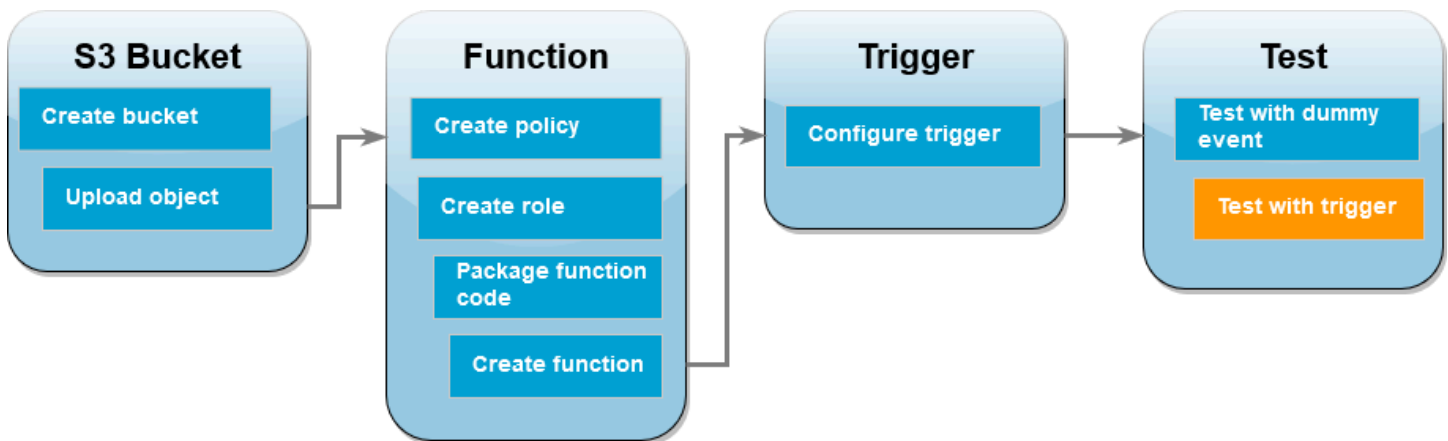 S3 Bucket
Create bucket
Upload object
Function
Create policy
Create role
Package function
code
Create function
Trigger
Configure trigger
Test
Test with dummy
event
Test with trigger